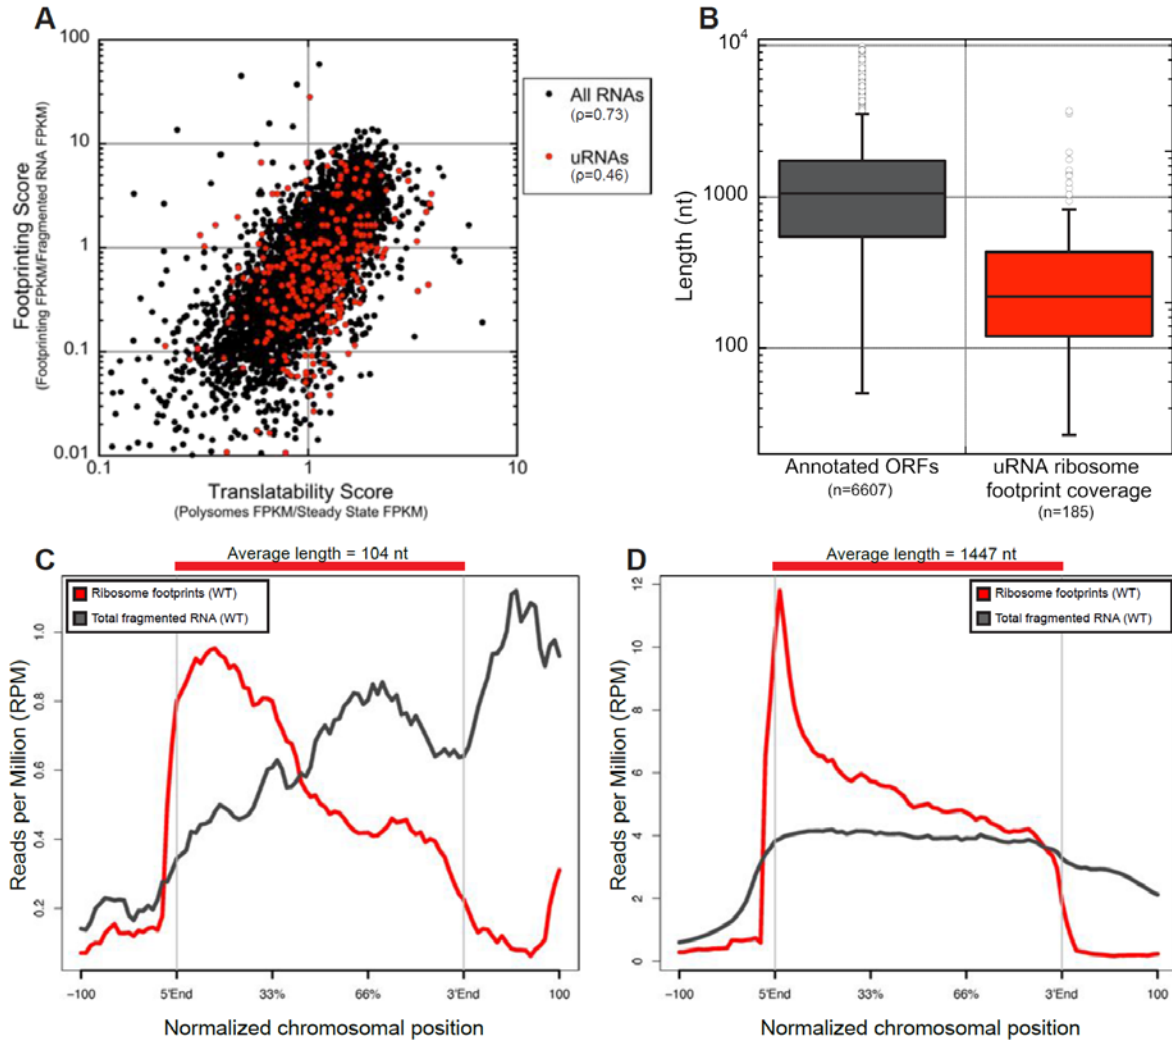 A
Footprinting Score
(Footprinting FPKM/Fragmented RNA FPKM)
100
10
1
0.1
0.01
0.1
1
10
Translatability Score
(Polysomes FPKM/Steady State FPKM)
All RNAs
(ρ=0.73)
uRNAs
(ρ=0.46)
B
Length (nt)
10⁴
1000
100
Annotated ORFs
(n=6607)
uRNA ribosome
footprint coverage
(n=185)
C
Average length = 104 nt
Ribosome footprints (WT)
Total fragmented RNA (WT)
Reads per Million (RPM)
1.0
0.8
0.6
0.4
0.2
−100
5'End
33%
66%
3'End
100
Normalized chromosomal position
D
Average length = 1447 nt
Ribosome footprints (WT)
Total fragmented RNA (WT)
Reads per Million (RPM)
12
10
8
6
4
2
0
−100
5'End
33%
66%
3'End
100
Normalized chromosomal position